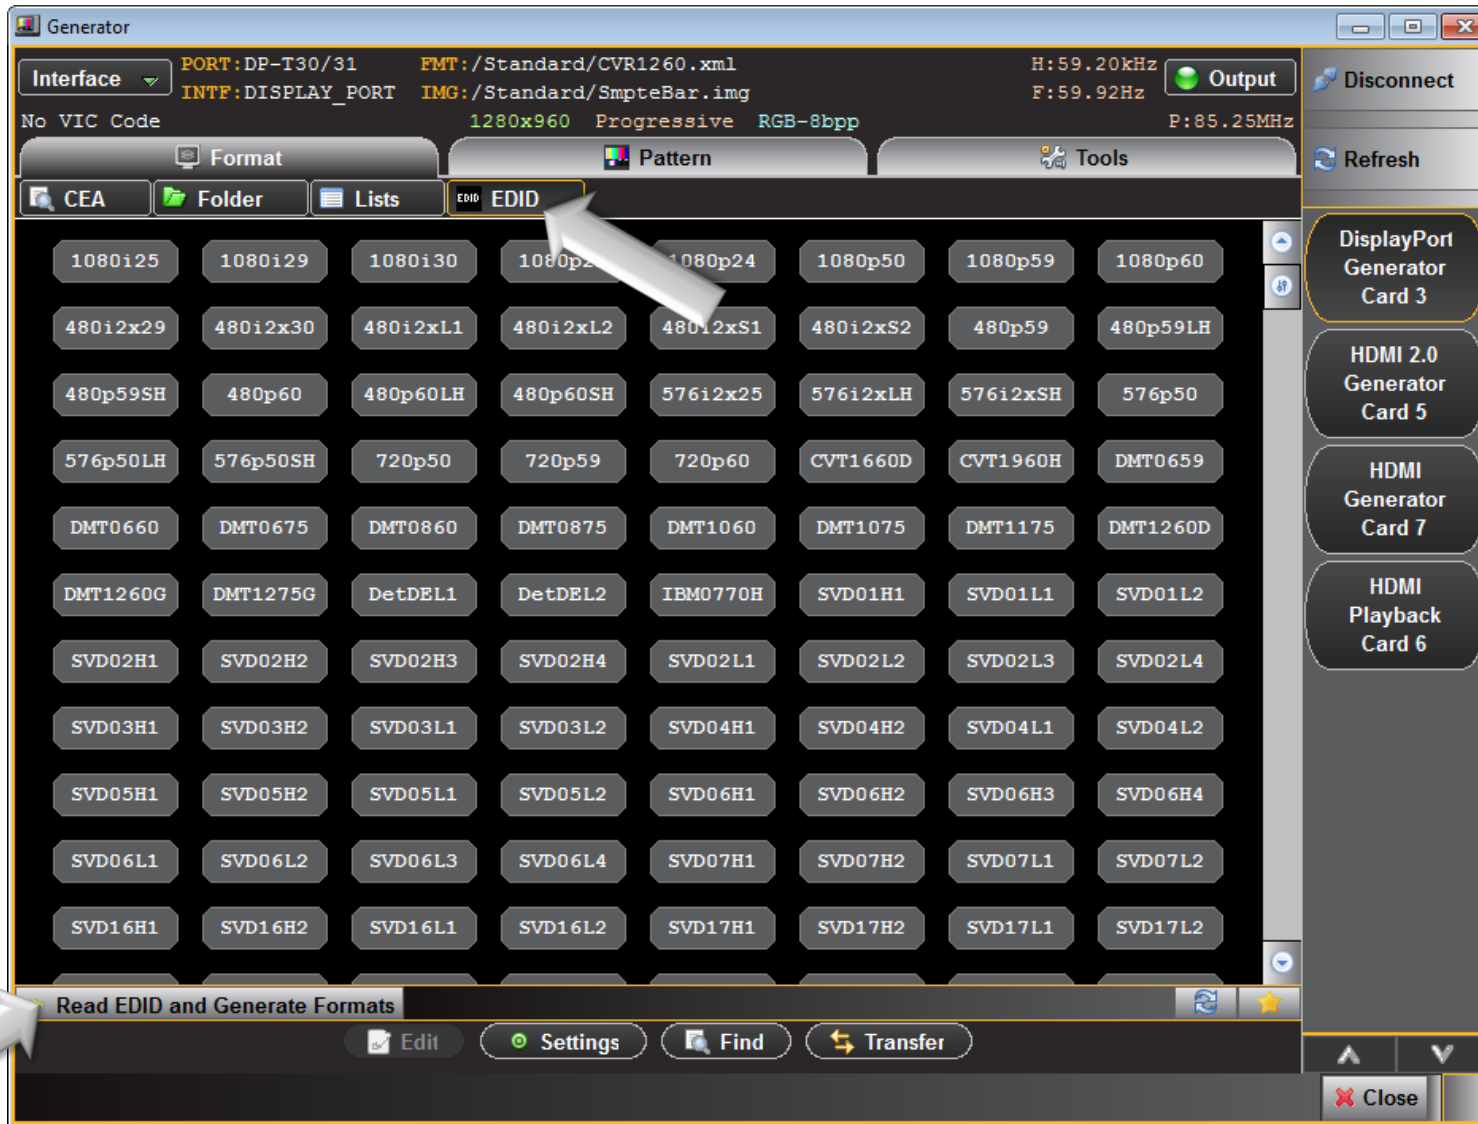 Generator
Interface PORT:DP-T30/31 FMT:/Standard/CVR1260.xml H:59.20kHz Output
INTF:DISPLAY_PORT IMG:/Standard/SmpteBar.img F:59.92Hz
No VIC Code 1280x960 Progressive RGB-8bpp P:85.25MHz
Format Pattern Tools
CEA Folder Lists EDID EDID
1080i25 1080i29 1080i30 1080p24 1080p50 1080p59 1080p60
480i2x29 480i2x30 480i2xL1 480i2xL2 480i2xS1 480i2xS2 480p59 480p59LH
480p59SH 480p60 480p60LH 480p60SH 576i2x25 576i2xLH 576i2xSH 576p50
576p50LH 576p50SH 720p50 720p59 720p60 CVT1660D CVT1960H DMT0659
DMT0660 DMT0675 DMT0860 DMT0875 DMT1060 DMT1075 DMT1175 DMT1260D
DMT1260G DMT1275G DetDEL1 DetDEL2 IBM0770H SVD01H1 SVD01L1 SVD01L2
SVD02H1 SVD02H2 SVD02H3 SVD02H4 SVD02L1 SVD02L2 SVD02L3 SVD02L4
SVD03H1 SVD03H2 SVD03L1 SVD03L2 SVD04H1 SVD04H2 SVD04L1 SVD04L2
SVD05H1 SVD05H2 SVD05L1 SVD05L2 SVD06H1 SVD06H2 SVD06H3 SVD06H4
SVD06L1 SVD06L2 SVD06L3 SVD06L4 SVD07H1 SVD07H2 SVD07L1 SVD07L2
SVD16H1 SVD16H2 SVD16L1 SVD16L2 SVD17H1 SVD17H2 SVD17L1 SVD17L2
Read EDID and Generate Formats
Edit Settings Find Transfer
Disconnect
Refresh
DisplayPort
Generator
Card 3
HDMI 2.0
Generator
Card 5
HDMI
Generator
Card 7
HDMI
Playback
Card 6
Close